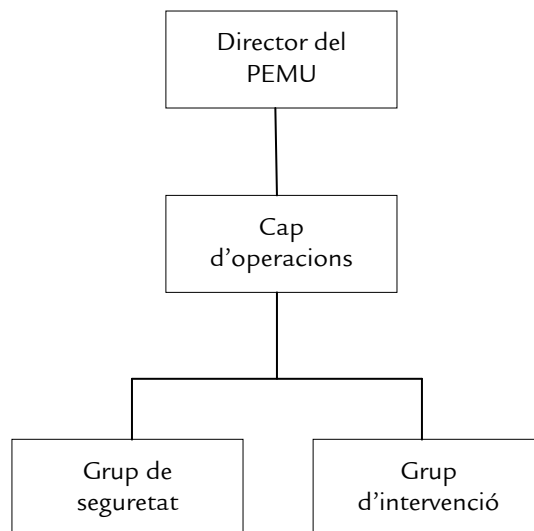 Director del
PEMU
Cap
d’operacions
Grup de
seguretat
Grup
d’intervenció